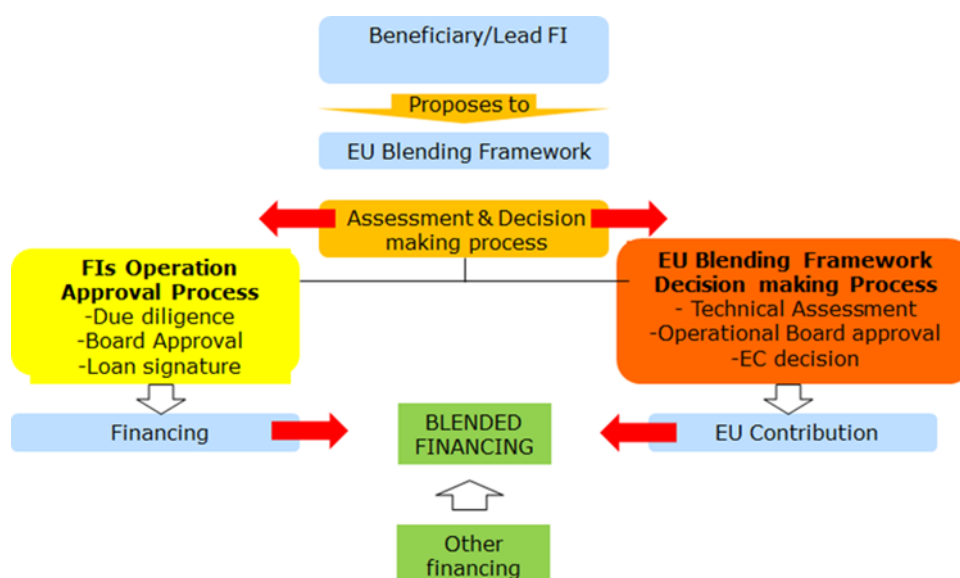 Beneficiary/Lead FI
Proposes to
EU Blending Framework
Assessment & Decision
making process
FIs Operation
Approval Process
-Due diligence
-Board Approval
-Loan signature
EU Blending Framework
Decision making Process
- Technical Assessment
-Operational Board approval
-EC decision
Financing
BLENDED
FINANCING
EU Contribution
Other
financing